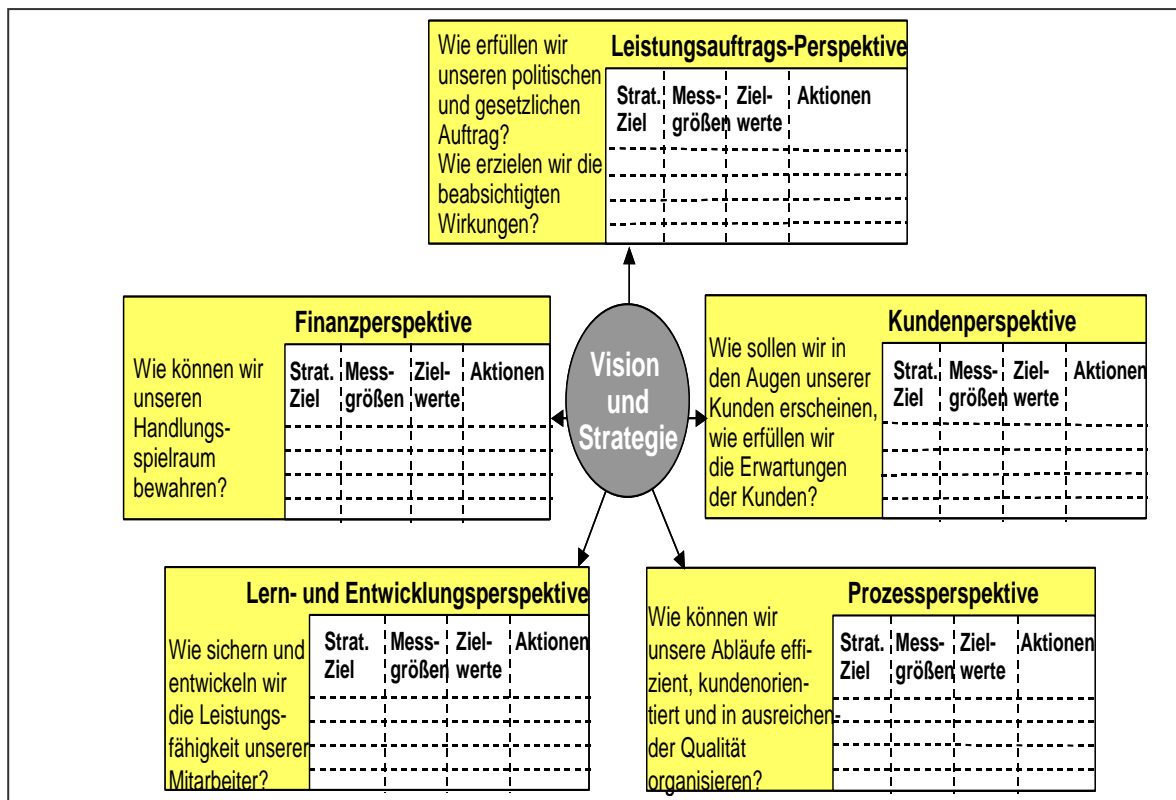 Wie erfüllen wir
unseren politischen
und gesetzlichen
Auftrag?
Wie erzielen wir die
beabsichtigten
Wirkungen?
Leistungsauftrags-Perspektive
Strat. Mess- Ziel- Aktionen
Ziel größen werte
Finanzperspektive
Wie können wir
unseren
Handlungs-
spielraum
bewahren?
Strat. Mess- Ziel- Aktionen
Ziel größen werte
Vision
und
Strategie
Kundenperspektive
Wie sollen wir in
den Augen unserer
Kunden erscheinen,
wie erfüllen wir
die Erwartungen
der Kunden?
Strat. Mess- Ziel- Aktionen
Ziel größen werte
Lern- und Entwicklungsperspektive
Wie sichern und
entwickeln wir
die Leistungs-
fähigkeit unserer
Mitarbeiter?
Strat. Mess- Ziel- Aktionen
Ziel größen werte
Prozessperspektive
Wie können wir
unsere Abläufe effi-
zient, kundenorien-
tiert und in ausreichen-
der Qualität
organisieren?
Strat. Mess- Ziel- Aktionen
Ziel größen werte